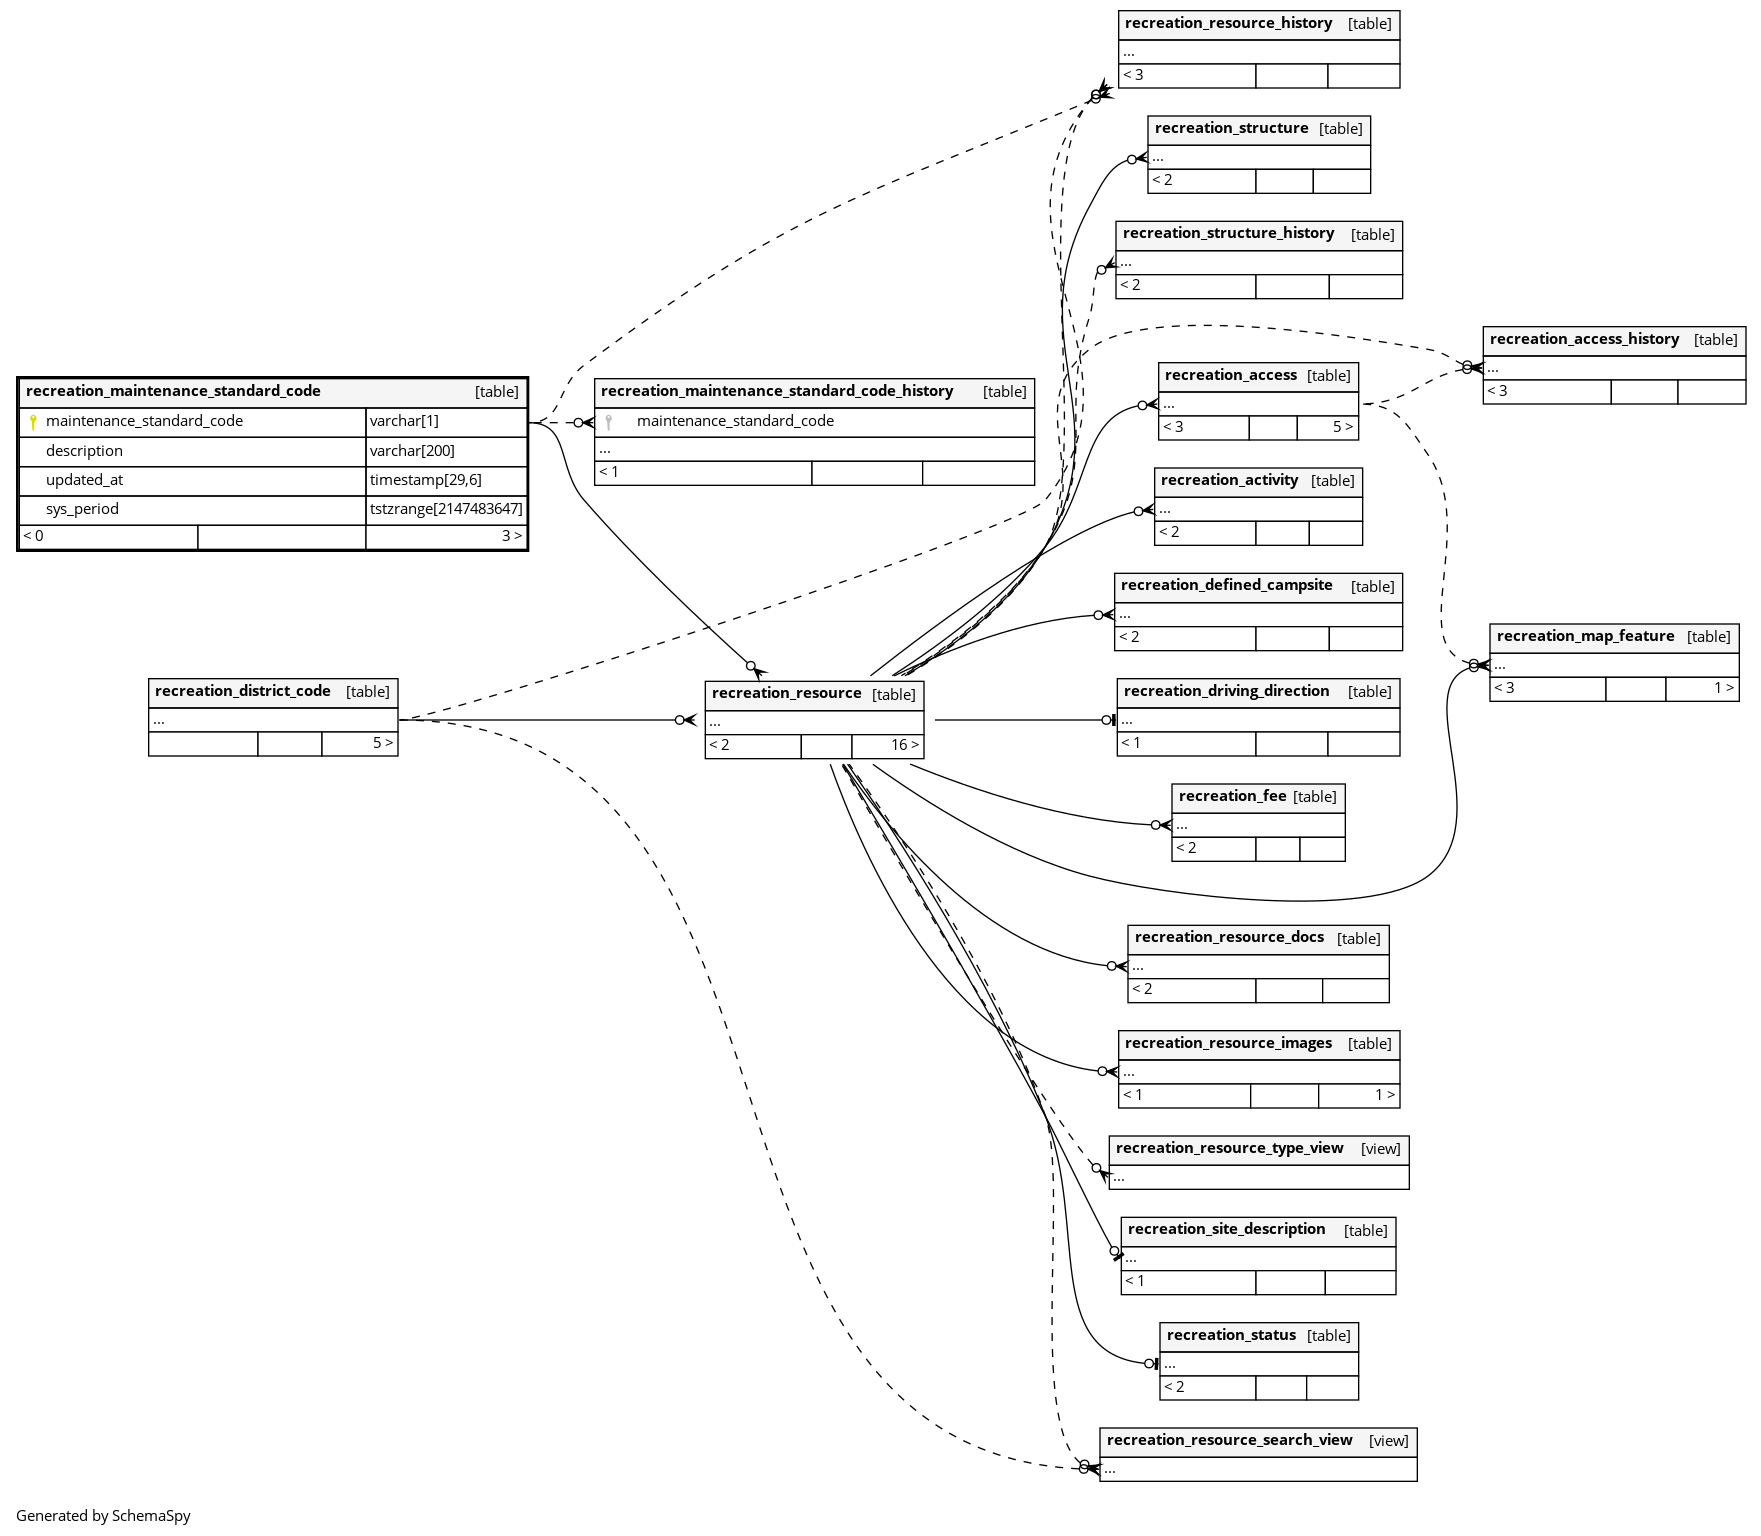 recreation_resource_history [table]
...
< 3
recreation_structure [table]
...
< 2
recreation_structure_history [table]
...
< 2
recreation_access_history [table]
...
< 3
recreation_access [table]
...
< 3 5 >
recreation_maintenance_standard_code [table]
maintenance_standard_code varchar[1]
description varchar[200]
updated_at timestamp[29,6]
sys_period tstzrange[2147483647]
< 0 3 >
recreation_maintenance_standard_code_history [table]
maintenance_standard_code
...
< 1
recreation_activity [table]
...
< 2
recreation_defined_campsite [table]
...
< 2
recreation_map_feature [table]
...
< 3 1 >
recreation_district_code [table]
...
5 >
recreation_resource [table]
...
< 2 16 >
recreation_driving_direction [table]
...
< 1
recreation_fee [table]
...
< 2
recreation_resource_docs [table]
...
< 2
recreation_resource_images [table]
...
< 1 1 >
recreation_resource_type_view [view]
...
recreation_site_description [table]
...
< 1
recreation_status [table]
...
< 2
recreation_resource_search_view [view]
...
Generated by SchemaSpy